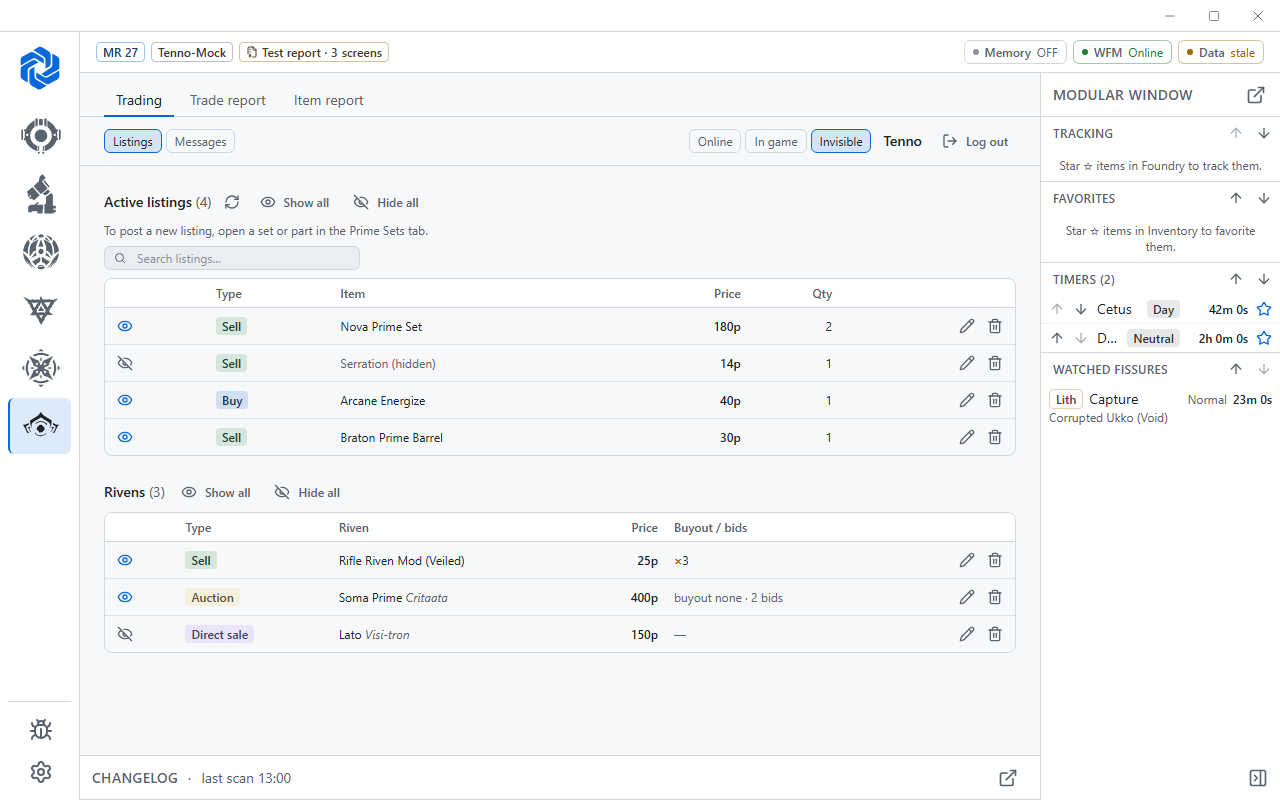 MR 27 Tenno-Mock Test report · 3 screens Memory OFF WFM Online Data stale
Trading Trade report Item report
Listings Messages Online In game Invisible Tenno Log out
Active listings (4) Show all Hide all
To post a new listing, open a set or part in the Prime Sets tab.
Search listings...
Type Item Price Qty
Sell Nova Prime Set 180p 2
Sell Serration (hidden) 14p 1
Buy Arcane Energize 40p 1
Sell Braton Prime Barrel 30p 1
Rivens (3) Show all Hide all
Type Riven Price Buyout / bids
Sell Rifle Riven Mod (Veiled) 25p ×3
Auction Soma Prime Critaata 400p buyout none · 2 bids
Direct sale Lato Visi-tron 150p —
CHANGELOG · last scan 13:00
MODULAR WINDOW
TRACKING
Star ☆ items in Foundry to track them.
FAVORITES
Star ☆ items in Inventory to favorite
them.
TIMERS (2)
Cetus Day 42m 0s
D... Neutral 2h 0m 0s
WATCHED FISSURES
Lith Capture Normal 23m 0s
Corrupted Ukko (Void)